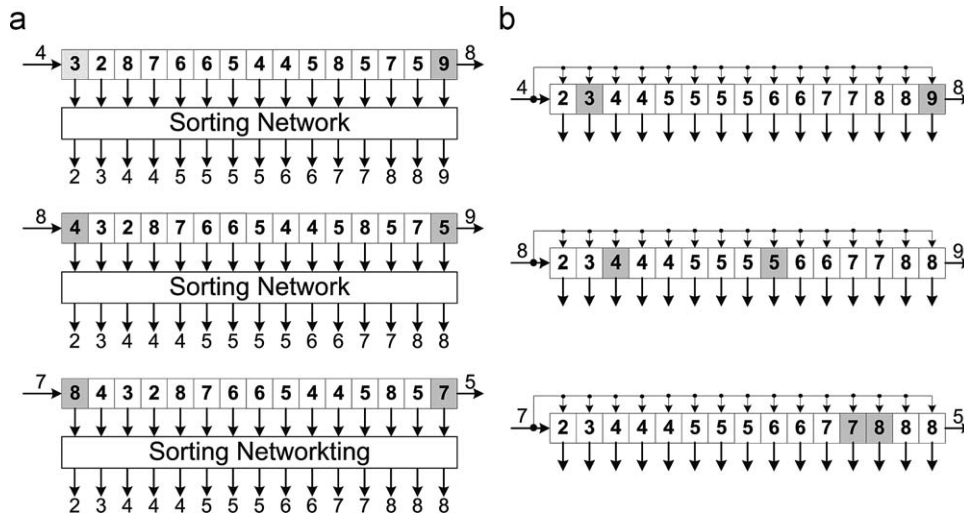 a
4 3 2 8 7 6 6 5 4 4 5 8 5 7 5 9 8
Sorting Network
2 3 4 4 5 5 5 5 6 6 7 7 8 8 9
8 4 3 2 8 7 6 6 5 4 4 5 8 5 7 5 9
Sorting Network
2 3 4 4 4 5 5 5 5 6 6 7 7 8 8
7 8 4 3 2 8 7 6 6 5 4 4 5 8 5 7 5
Sorting Networkting
2 3 4 4 4 5 5 5 6 6 7 7 8 8 8
b
4 2 3 4 4 5 5 5 5 6 6 7 7 8 8 9 8
8 2 3 4 4 4 5 5 5 5 6 6 7 7 8 8 9
7 2 3 4 4 4 5 5 5 6 6 7 7 8 8 8 5